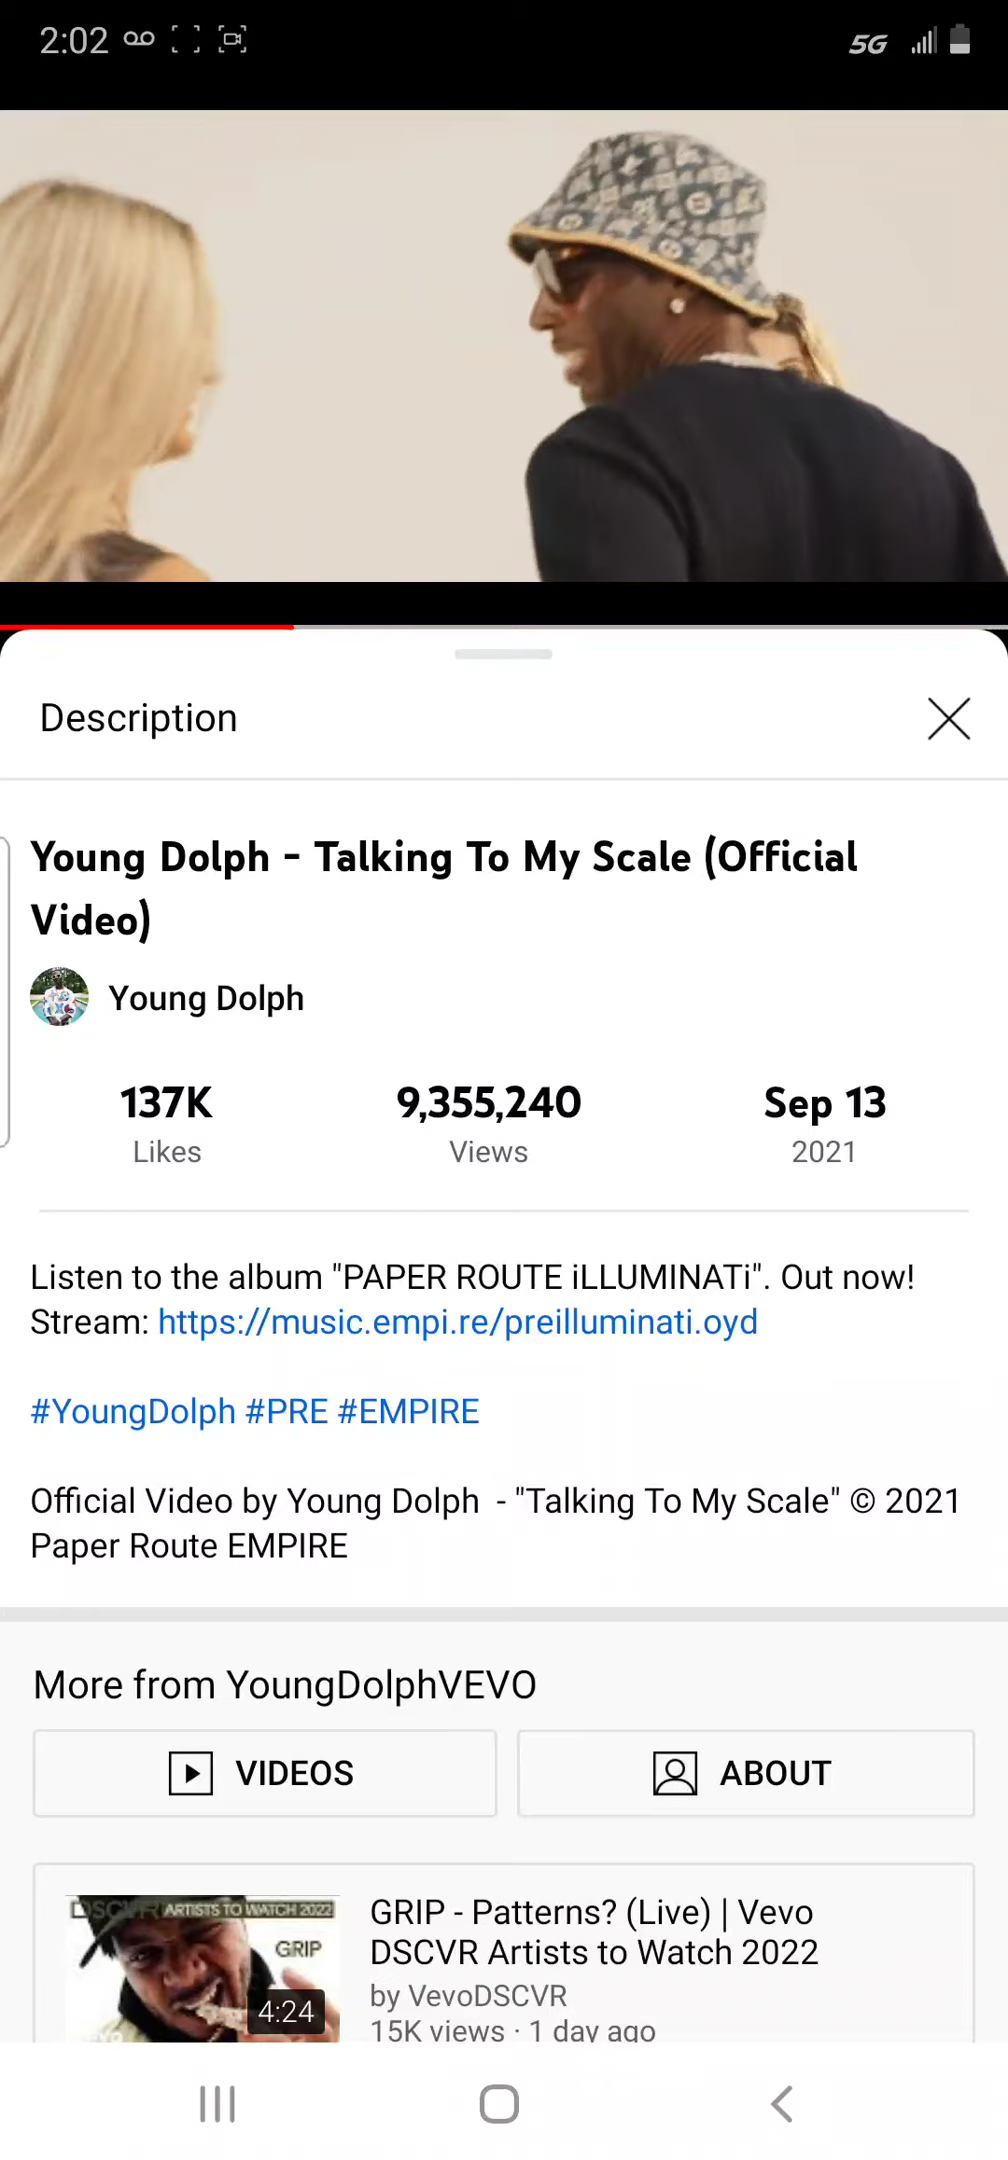 2:02
5G
Description
Young Dolph - Talking To My Scale (Official
Video)
Young Dolph
137K
Likes
9,355,240
Views
Sep 13
2021
Listen to the album "PAPER ROUTE iLLUMINATi". Out now!
Stream: https://music.empi.re/preilluminati.oyd
#YoungDolph #PRE #EMPIRE
Official Video by Young Dolph - "Talking To My Scale" © 2021
Paper Route EMPIRE
More from YoungDolphVEVO
VIDEOS
ABOUT
DSCVR ARTISTS TO WATCH 2022
GRIP
4:24
GRIP - Patterns? (Live) | Vevo
DSCVR Artists to Watch 2022
by VevoDSCVR
15K views · 1 day ago